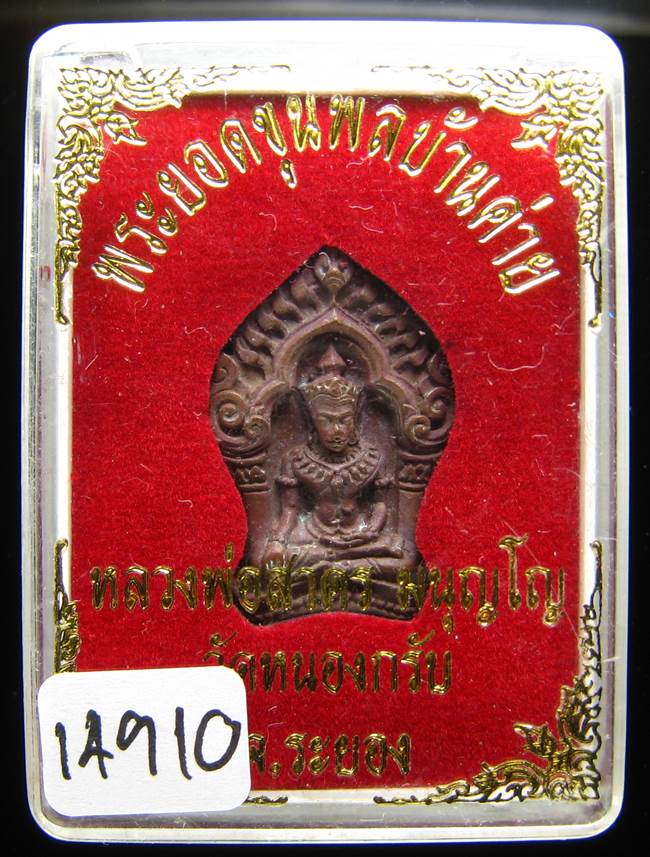 พระยอดขุนพลบ้านค่าย
หลวงพ่อสาคร มนุญโญ
วัดหนองกรับ
จ.ระยอง
14910